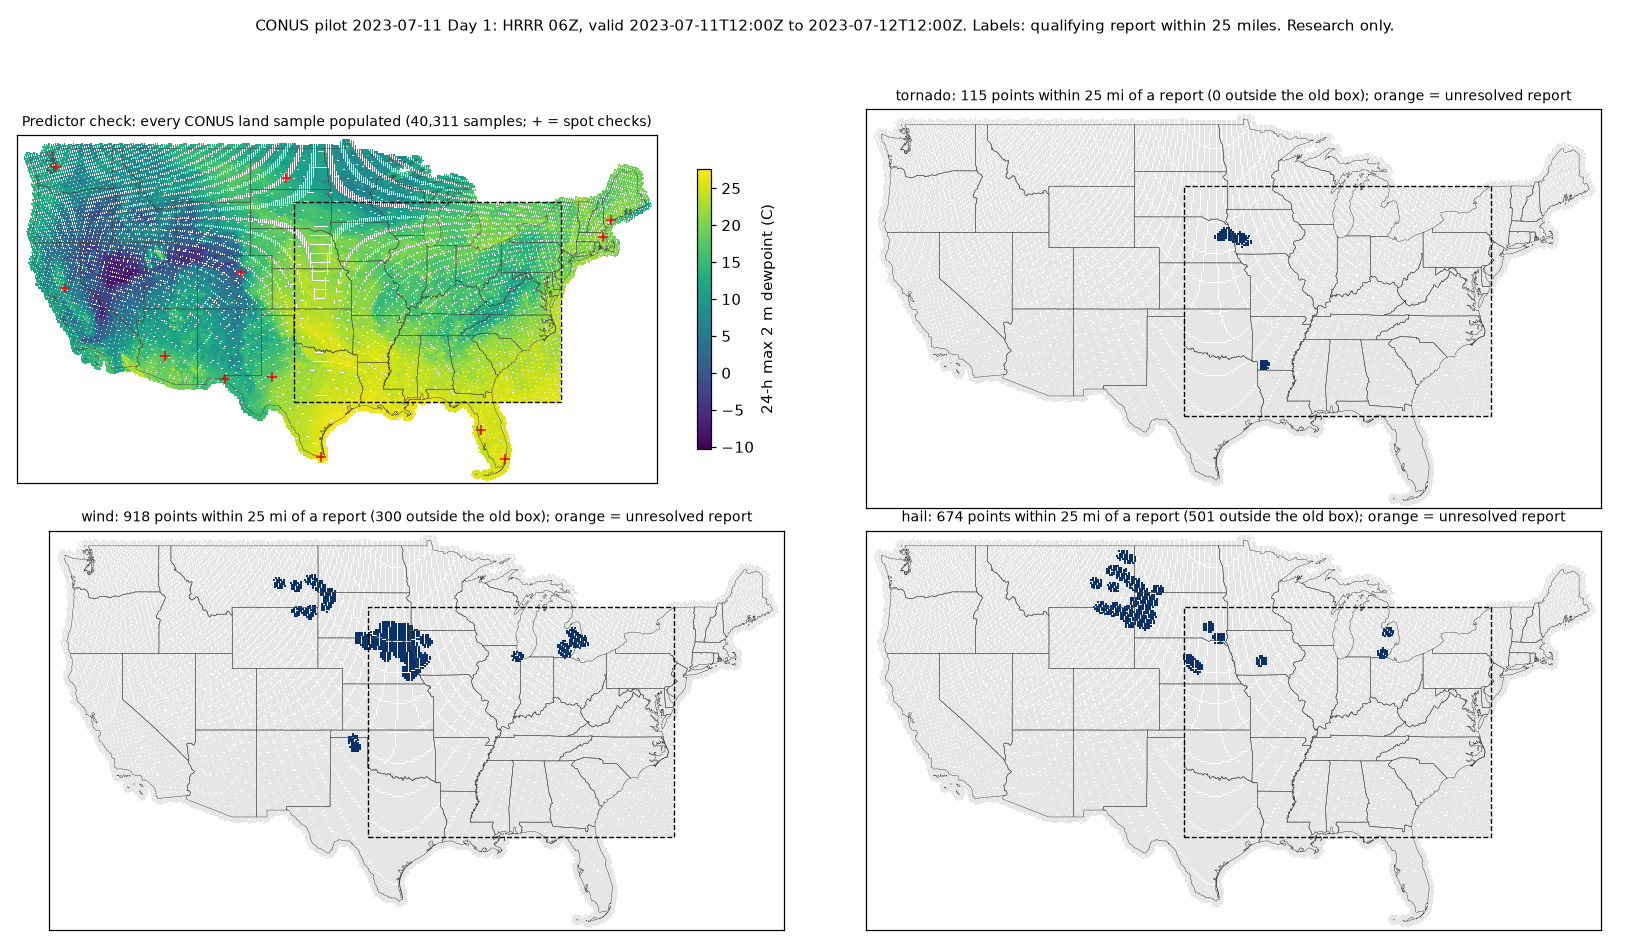 CONUS pilot 2023-07-11 Day 1: HRRR 06Z, valid 2023-07-11T12:00Z to 2023-07-12T12:00Z. Labels: qualifying report within 25 miles. Research only.
Predictor check: every CONUS land sample populated (40,311 samples; + = spot checks)
25
20
15
10
5
0
−5
−10
24-h max 2 m dewpoint (C)
tornado: 115 points within 25 mi of a report (0 outside the old box); orange = unresolved report
wind: 918 points within 25 mi of a report (300 outside the old box); orange = unresolved report
hail: 674 points within 25 mi of a report (501 outside the old box); orange = unresolved report